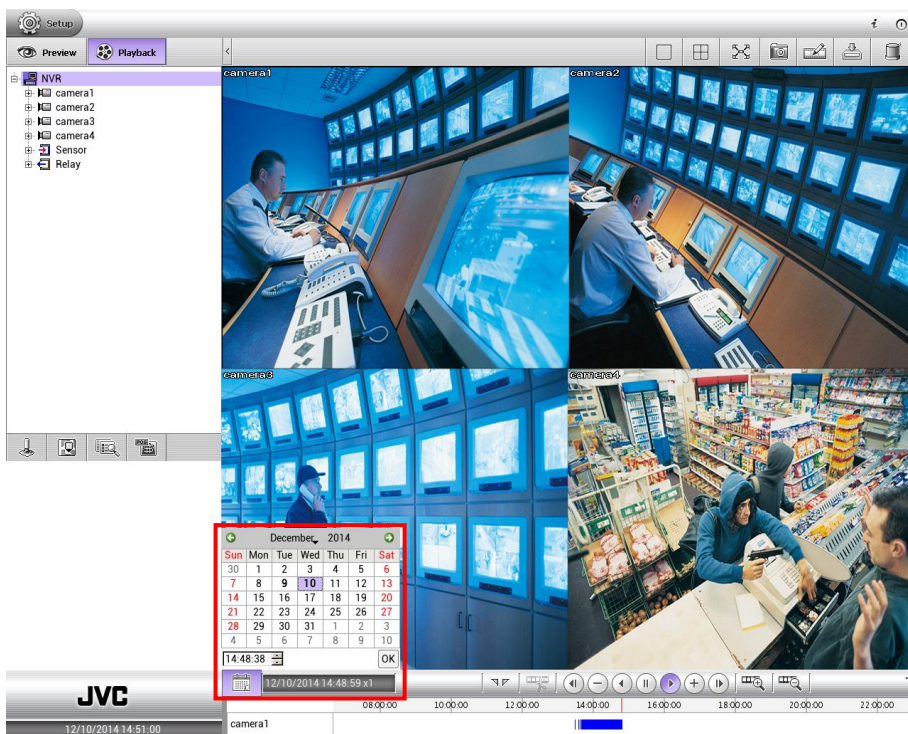 Setup
i
Preview
Playback
<
NVR
camera1
camera2
camera3
camera4
Sensor
Relay
camera1
camera2
camera3
camera4
December 2014
Sun Mon Tue Wed Thu Fri Sat
30 1 2 3 4 5 6
7 8 9 10 11 12 13
14 15 16 17 18 19 20
21 22 23 24 25 26 27
28 29 30 31 1 2 3
4 5 6 7 8 9 10
14:48:38
OK
12/10/2014 14:48:59 x1
JVC
12/10/2014 14:51:00
08:00:00 10:00:00 12:00:00 14:00:00 16:00:00 18:00:00 20:00:00 22:00:00
camera1